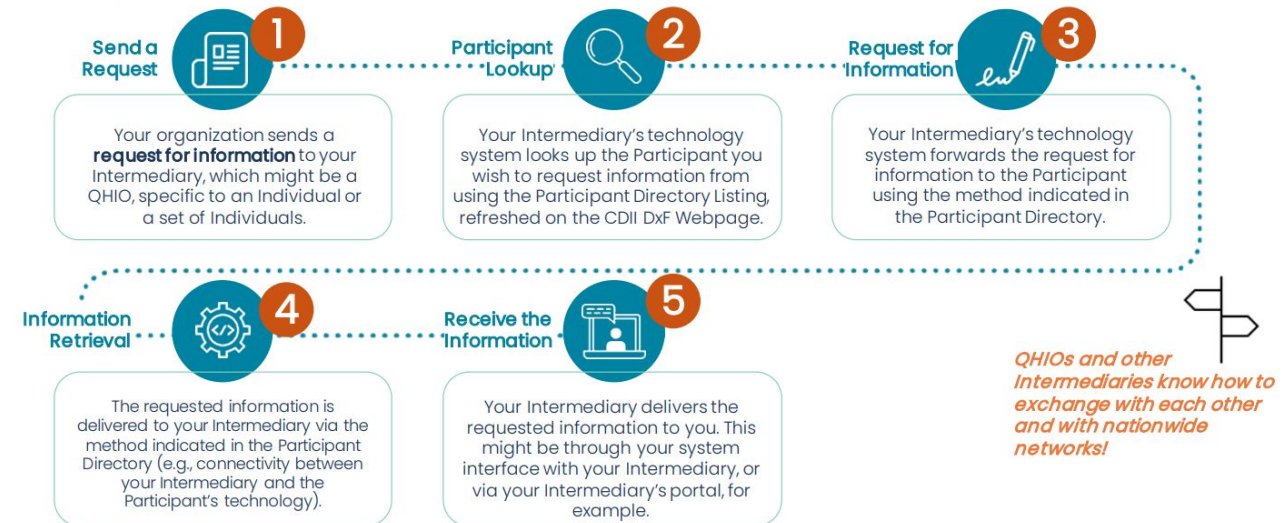 1
Send a
Request
Your organization sends a
request for information to your
Intermediary, which might be a
QHIO, specific to an Individual or
a set of Individuals.
2
Participant
Lookup
Your Intermediary's technology
system looks up the Participant you
wish to request information from
using the Participant Directory Listing,
refreshed on the CDII DxF Webpage.
3
Request for
Information
Your Intermediary's technology
system forwards the request for
information to the Participant
using the method indicated in
the Participant Directory.
4
Information
Retrieval
The requested information is
delivered to your Intermediary via the
method indicated in the Participant
Directory (e.g., connectivity between
your Intermediary and the
Participant's technology).
5
Receive the
Information
Your Intermediary delivers the
requested information to you. This
might be through your system
interface with your Intermediary, or
via your Intermediary's portal, for
example.
QHIOs and other
Intermediaries know how to
exchange with each other
and with nationwide
networks!